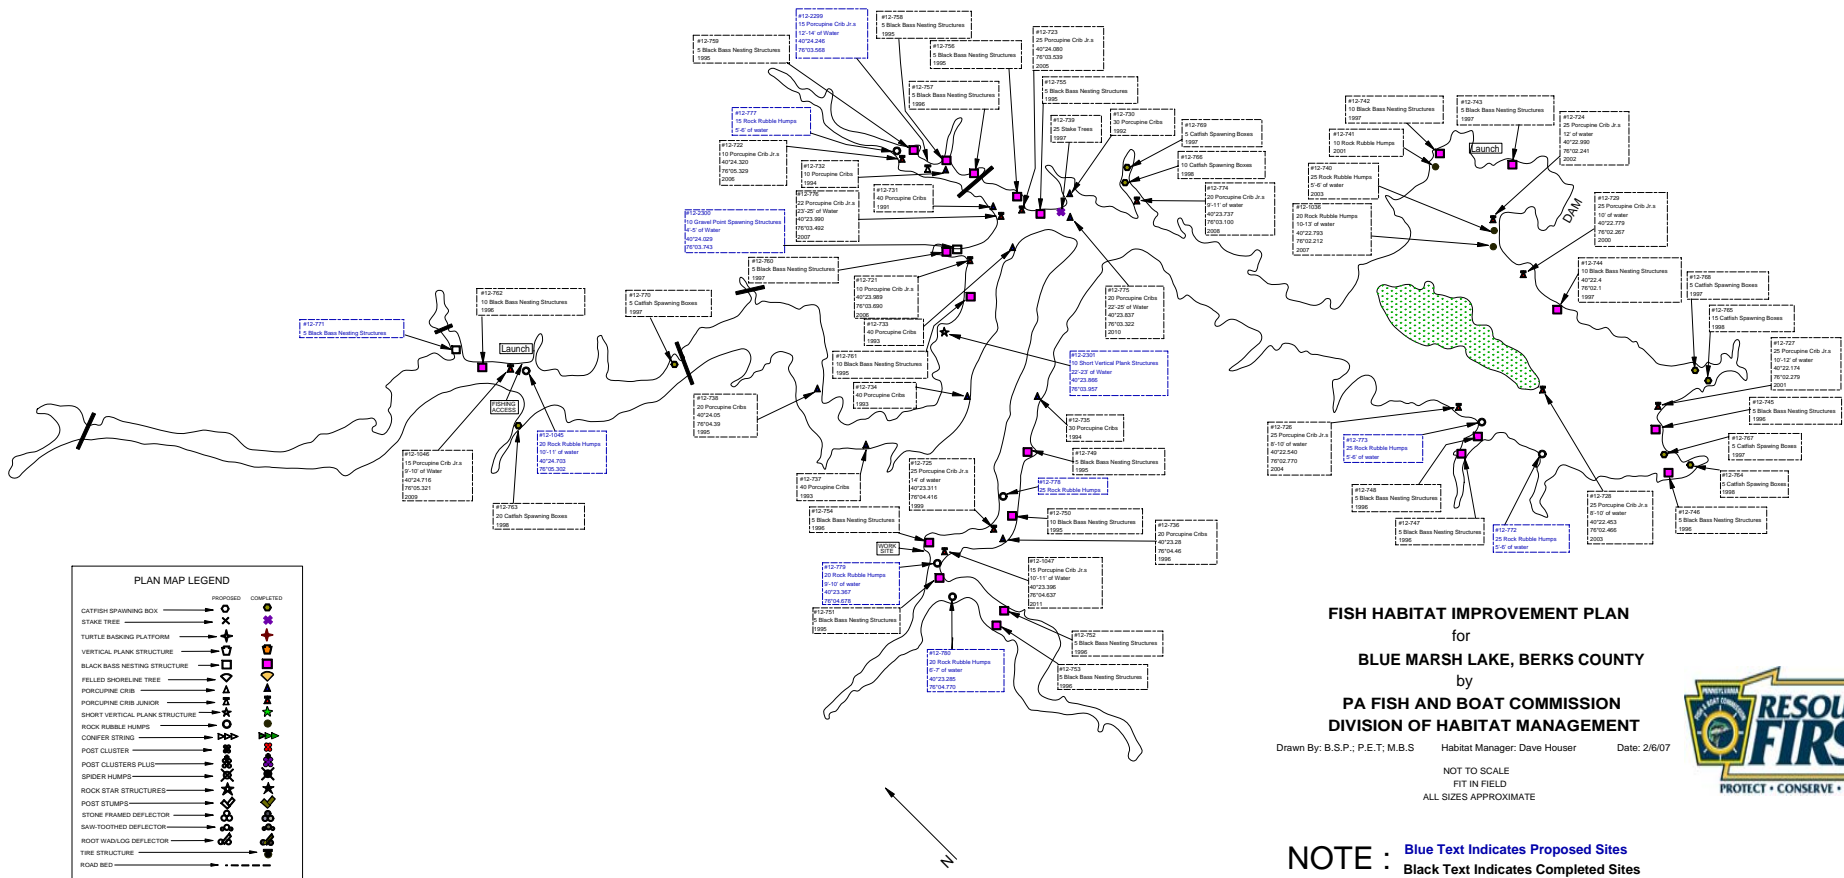 #12-2299
15 Porcupine Crib Jr.s
12'-14' of Water
40°24.246
76°03.568
#12-758
5 Black Bass Nesting Structures
1995
#12-759
5 Black Bass Nesting Structures
1995
#12-756
5 Black Bass Nesting Structures
1995
#12-723
25 Porcupine Crib Jr.s
40°24.080
76°03.539
2005
#12-757
5 Black Bass Nesting Structures
1996
#12-755
5 Black Bass Nesting Structures
1995
#12-777
15 Rock Rubble Humps
5'-6' of water
#12-739
25 Stake Trees
1997
#12-730
30 Porcupine Cribs
1992
#12-769
5 Catfish Spawning Boxes
1997
#12-766
10 Catfish Spawning Boxes
1998
#12-722
10 Porcupine Crib Jr.s
40°24.320
76°05.329
2006
#12-732
10 Porcupine Cribs
1994
#12-731
40 Porcupine Cribs
1991
#12-776
22 Porcupine Crib Jr.s
23'-25' of Water
40°23.990
76°03.492
2007
#12-774
20 Porcupine Crib Jr.s
9'-11' of water
40°23.737
76°03.100
2008
#12-2300
10 Gravel Point Spawning Structures
4'-5' of Water
40°24.029
76°03.743
#12-760
5 Black Bass Nesting Structures
1997
#12-721
10 Porcupine Crib Jr.s
40°23.989
76°03.690
2006
#12-733
40 Porcupine Cribs
1993
#12-775
20 Porcupine Cribs
22'-25' of Water
40°23.837
76°03.322
2010
#12-742
10 Black Bass Nesting Structures
1997
#12-743
5 Black Bass Nesting Structures
1997
#12-741
10 Rock Rubble Humps
2001
Launch
#12-724
25 Porcupine Crib Jr.s
12' of water
40°22.990
76°02.241
2002
#12-740
25 Rock Rubble Humps
5'-6' of water
2003
#12-1036
20 Rock Rubble Humps
10-13' of water
40°22.793
76°02.212
2007
DAM
#12-729
25 Porcupine Crib Jr.s
10' of water
40°22.779
76°02.267
2000
#12-744
10 Black Bass Nesting Structures
40°22.4
76°02.1
1997
#12-768
5 Catfish Spawning Boxes
1997
#12-765
15 Catfish Spawning Boxes
1998
#12-727
25 Porcupine Crib Jr.s
10'-12' of water
40°22.174
76°02.279
2001
#12-745
5 Black Bass Nesting Structures
1996
#12-767
5 Catfish Spawning Boxes
1997
#12-764
5 Catfish Spawning Boxes
1998
#12-746
5 Black Bass Nesting Structures
1996
#12-762
10 Black Bass Nesting Structures
1996
#12-770
5 Catfish Spawning Boxes
1997
#12-771
5 Black Bass Nesting Structures
Launch
FISHING
ACCESS
#12-1045
20 Rock Rubble Humps
10'-11' of water
40°24.703
76°05.302
#12-1046
15 Porcupine Crib Jr.s
9'-10' of Water
40°24.716
76°05.321
2009
#12-763
20 Catfish Spawning Boxes
1998
#12-761
10 Black Bass Nesting Structures
1995
#12-2301
10 Short Vertical Plank Structures
22'-23' of Water
40°23.866
76°03.957
#12-738
20 Porcupine Cribs
40°24.05
76°04.39
1995
#12-734
40 Porcupine Cribs
1993
#12-735
30 Porcupine Cribs
1994
#12-737
40 Porcupine Cribs
1993
#12-725
25 Porcupine Crib Jr.s
14' of water
40°23.311
76°04.416
1999
#12-749
5 Black Bass Nesting Structures
1995
#12-778
25 Rock Rubble Humps
#12-754
5 Black Bass Nesting Structures
1996
#12-750
10 Black Bass Nesting Structures
1995
#12-736
20 Porcupine Cribs
40°23.28
76°04.46
1996
WORK
SITE
#12-779
20 Rock Rubble Humps
9'-10' of water
40°23.367
76°04.678
#12-1047
15 Porcupine Crib Jr.s
10'-11' of Water
40°23.396
76°04.637
2011
#12-751
5 Black Bass Nesting Structures
1995
#12-752
5 Black Bass Nesting Structures
1996
#12-780
20 Rock Rubble Humps
6'-7' of water
40°23.285
76°04.770
#12-753
5 Black Bass Nesting Structures
1996
#12-726
25 Porcupine Crib Jr.s
8'-10' of water
40°22.540
76°02.770
2004
#12-773
25 Rock Rubble Humps
5'-6' of water
#12-748
5 Black Bass Nesting Structures
1996
#12-747
5 Black Bass Nesting Structures
1996
#12-772
25 Rock Rubble Humps
5'-6' of water
#12-728
25 Porcupine Crib Jr.s
8'-10' of water
40°22.453
76°02.466
2003
PLAN MAP LEGEND
PROPOSED COMPLETED
CATFISH SPAWNING BOX
STAKE TREE
TURTLE BASKING PLATFORM
VERTICAL PLANK STRUCTURE
BLACK BASS NESTING STRUCTURE
FELLED SHORELINE TREE
PORCUPINE CRIB
PORCUPINE CRIB JUNIOR
SHORT VERTICAL PLANK STRUCTURE
ROCK RUBBLE HUMPS
CONIFER STRING
POST CLUSTER
POST CLUSTERS PLUS
SPIDER HUMPS
ROCK STAR STRUCTURES
POST STUMPS
STONE FRAMED DEFLECTOR
SAW-TOOTHED DEFLECTOR
ROOT WAD/LOG DEFLECTOR
TIRE STRUCTURE
ROAD BED
N
FISH HABITAT IMPROVEMENT PLAN
for
BLUE MARSH LAKE, BERKS COUNTY
by
PA FISH AND BOAT COMMISSION
DIVISION OF HABITAT MANAGEMENT
Drawn By: B.S.P.; P.E.T; M.B.S Habitat Manager: Dave Houser Date: 2/6/07
NOT TO SCALE
FIT IN FIELD
ALL SIZES APPROXIMATE
PENNSYLVANIA
FISH & BOAT COMMISSION
RESOU
FIRS
PROTECT • CONSERVE •
NOTE : Blue Text Indicates Proposed Sites
Black Text Indicates Completed Sites